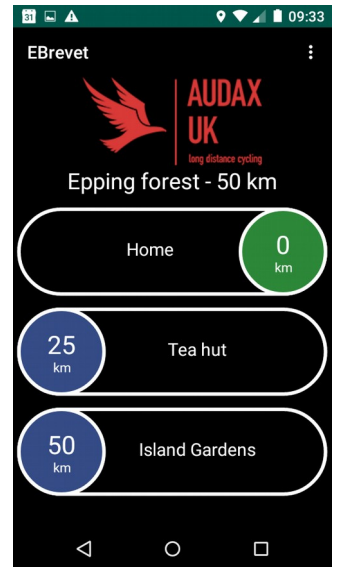 31
09:33
EBrevet
AUDAX
UK
long distance cycling
Epping forest - 50 km
Home
0
km
25
km
Tea hut
50
km
Island Gardens